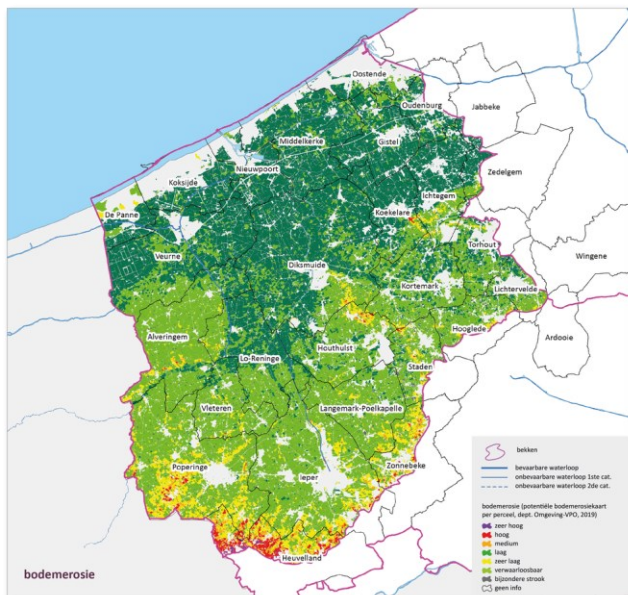 Oostende
Oudenburg
Jabbeke
Middelkerke
Gistel
Nieuwpoort
Zedelgem
Koksijde
Ichtegem
De Panne
Koekelare
Torhout
Veurne
Wingene
Diksmuide
Kortemark
Lichtervelde
Alveringem
Hooglede
Ardooie
Lo-Reninge
Houthulst
Staden
Vleteren
Langemark-Poelkapelle
Zonnebeke
Poperinge
Ieper
Heuvelland
bekken
bevaarbare waterloop
onbevaarbare waterloop 1ste cat.
onbevaarbare waterloop 2de cat.
bodemerosie (potentiële bodemerosiekaart
per perceel, dept. Omgeving-VPO, 2019)
zeer hoog
hoog
medium
laag
zeer laag
verwaarloosbaar
bijzondere strook
geen info
bodemerosie